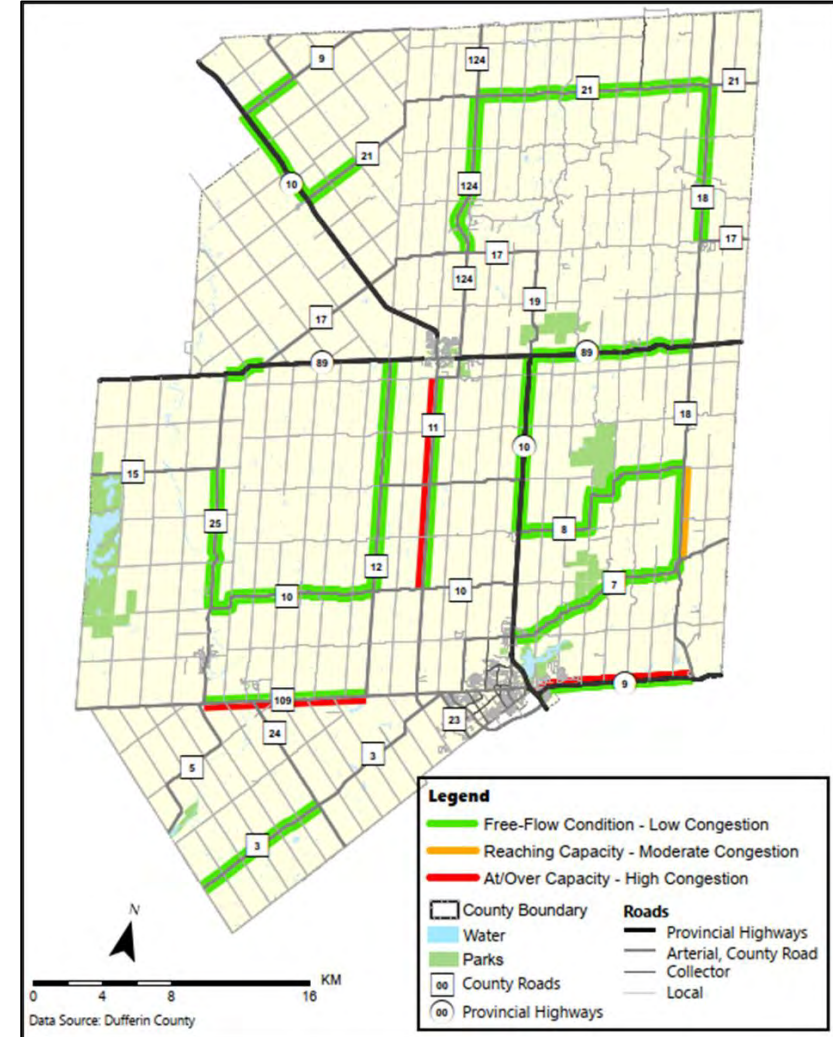 9
124
21
21
21
10
124
18
17
17
124
19
17
89
89
18
11
10
15
25
8
12
10
10
7
9
109
23
24
3
5
3
Legend
Free-Flow Condition - Low Congestion
Reaching Capacity - Moderate Congestion
At/Over Capacity - High Congestion
County Boundary
Water
Parks
00 County Roads
00 Provincial Highways
Roads
Provincial Highways
Arterial, County Road
Collector
Local
N
KM
0 4 8 16
Data Source: Dufferin County